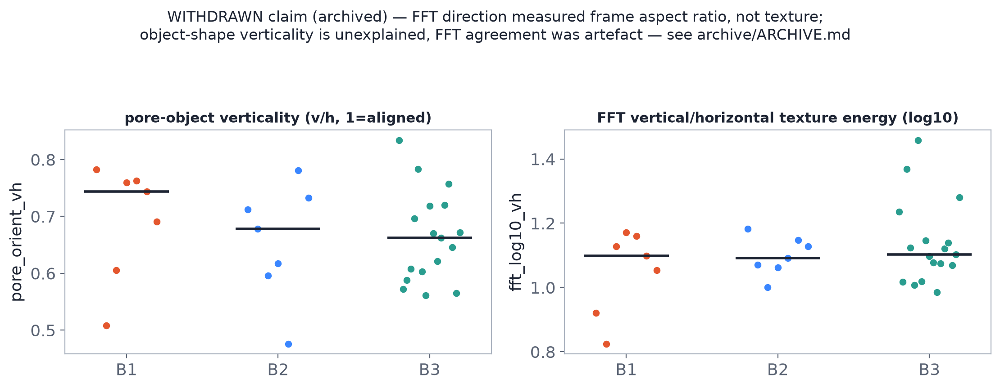 WITHDRAWN claim (archived) — FFT direction measured frame aspect ratio, not texture;
object-shape verticality is unexplained, FFT agreement was artefact — see archive/ARCHIVE.md
pore-object verticality (v/h, 1=aligned)
pore_orient_vh
0.8
0.7
0.6
0.5
B1
B2
B3
FFT vertical/horizontal texture energy (log10)
fft_log10_vh
1.4
1.2
1.0
0.8
B1
B2
B3